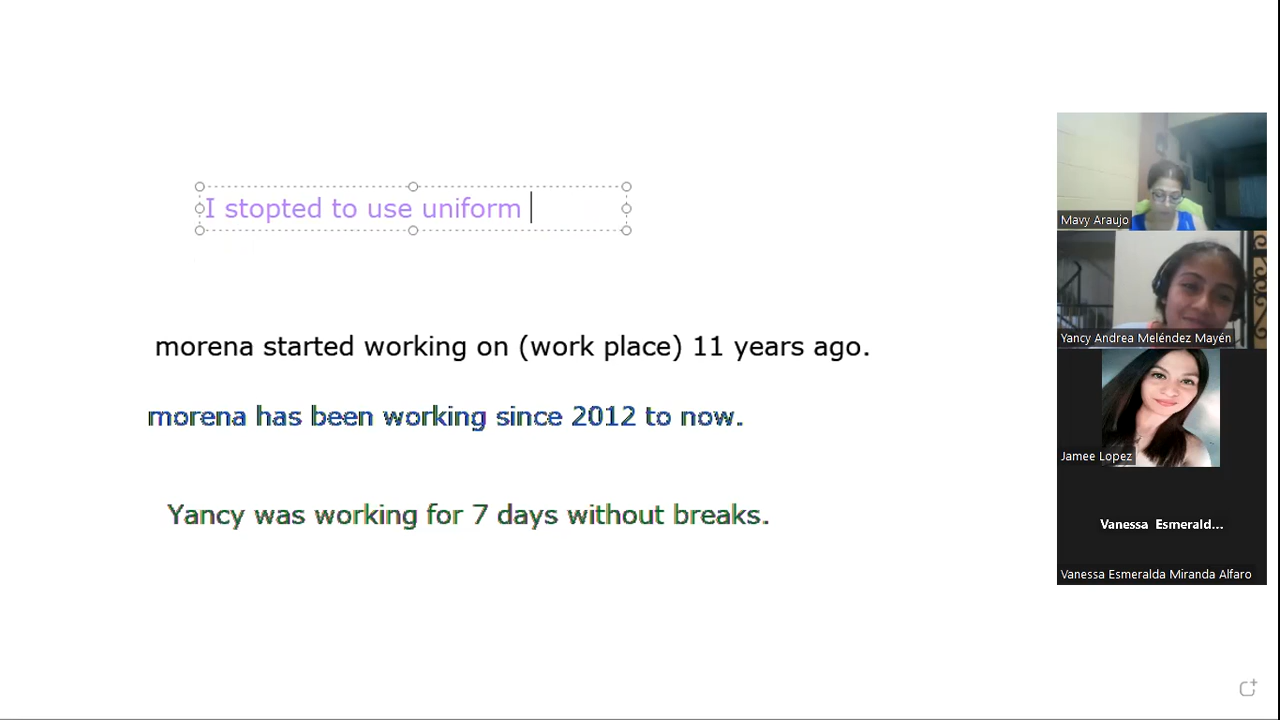 I stopted to use uniform
morena started working on (work place) 11 years ago.
morena has been working since 2012 to now.
Yancy was working for 7 days without breaks.
Mavy Araujo
Yancy Andrea Meléndez Mayén
Jamee Lopez
Vanessa Esmerald...
Vanessa Esmeralda Miranda Alfaro